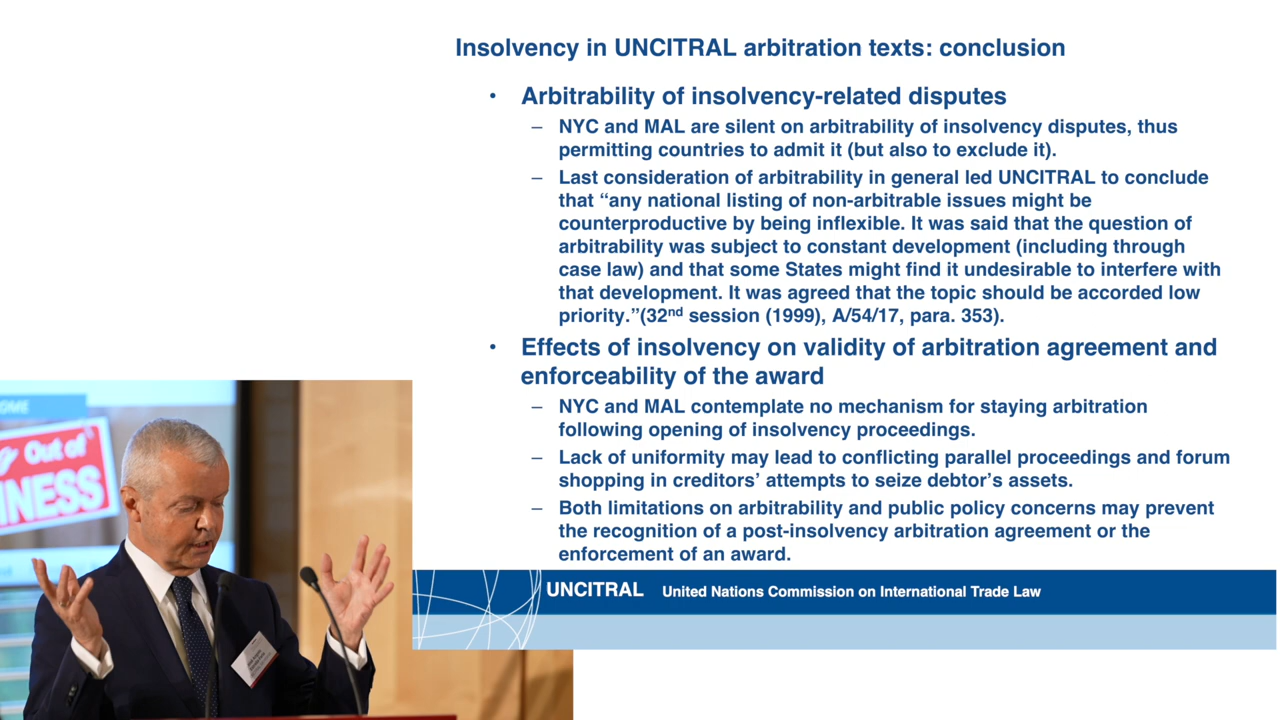 Insolvency in UNCITRAL arbitration texts: conclusion
• Arbitrability of insolvency-related disputes
– NYC and MAL are silent on arbitrability of insolvency disputes, thus
permitting countries to admit it (but also to exclude it).
– Last consideration of arbitrability in general led UNCITRAL to conclude
that “any national listing of non-arbitrable issues might be
counterproductive by being inflexible. It was said that the question of
arbitrability was subject to constant development (including through
case law) and that some States might find it undesirable to interfere with
that development. It was agreed that the topic should be accorded low
priority.”(32nd session (1999), A/54/17, para. 353).
• Effects of insolvency on validity of arbitration agreement and
enforceability of the award
– NYC and MAL contemplate no mechanism for staying arbitration
following opening of insolvency proceedings.
– Lack of uniformity may lead to conflicting parallel proceedings and forum
shopping in creditors’ attempts to seize debtor’s assets.
– Both limitations on arbitrability and public policy concerns may prevent
the recognition of a post-insolvency arbitration agreement or the
enforcement of an award.
UNCITRAL United Nations Commission on International Trade Law
OME
Out of
INESS